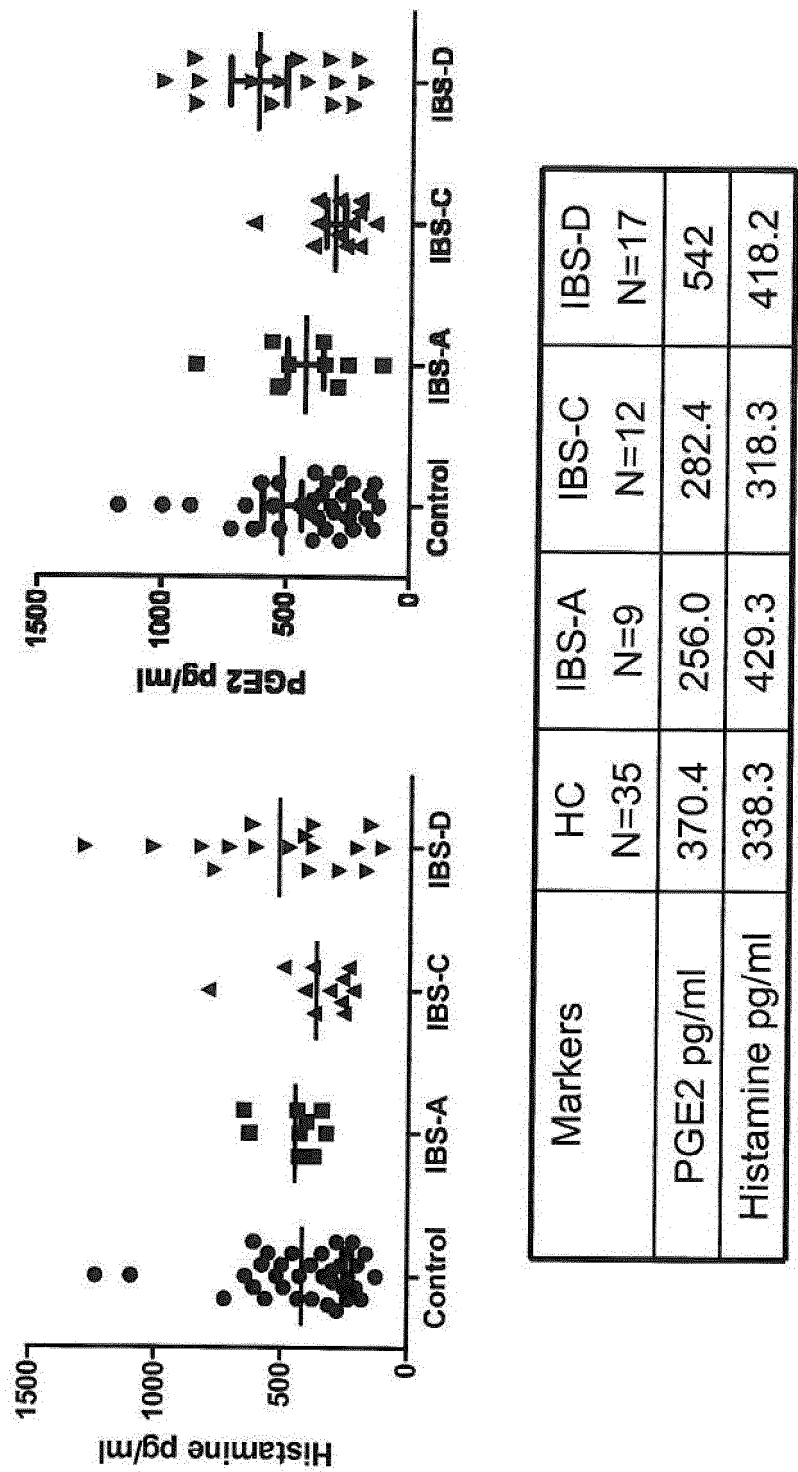 1500
1000
500
0
Histamine pg/ml
Control
IBS-A
IBS-C
IBS-D
1500
1000
500
0
PGE2 pg/ml
Control
IBS-A
IBS-C
IBS-D
Markers HC IBS-A IBS-C IBS-D
N=35 N=9 N=12 N=17
PGE2 pg/ml 370.4 256.0 282.4 542
Histamine pg/ml 338.3 429.3 318.3 418.2